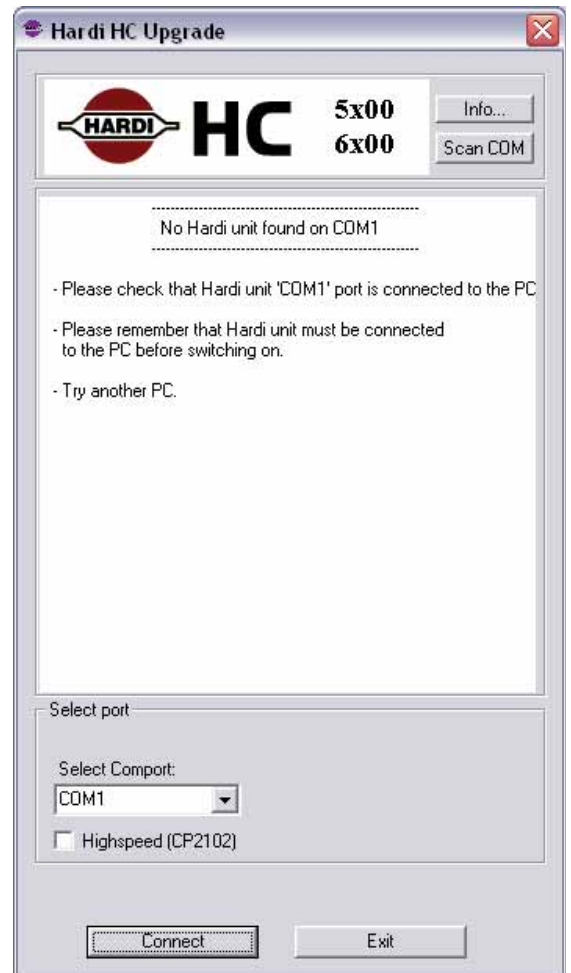 Hardi HC Upgrade
HARDI HC 5x00
6x00
Info...
Scan COM
------------------------------------------------
No Hardi unit found on COM1
------------------------------------------------
- Please check that Hardi unit 'COM1' port is connected to the PC
- Please remember that Hardi unit must be connected
to the PC before switching on.
- Try another PC.
Select port
Select Comport:
COM1
Highspeed (CP2102)
Connect
Exit